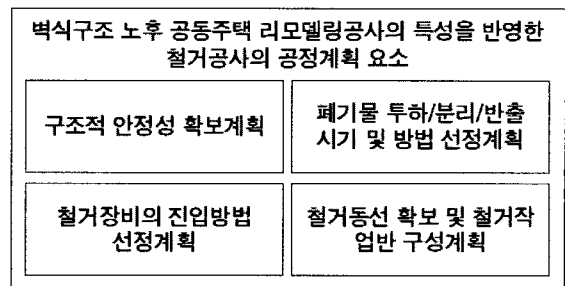 벽식구조 노후 공동주택 리모델링공사의 특성을 반영한
철거공사의 공정계획 요소
구조적 안정성 확보계획
폐기물 투하/분리/반출
시기 및 방법 선정계획
철거장비의 진입방법
선정계획
철거동선 확보 및 철거작
업반 구성계획